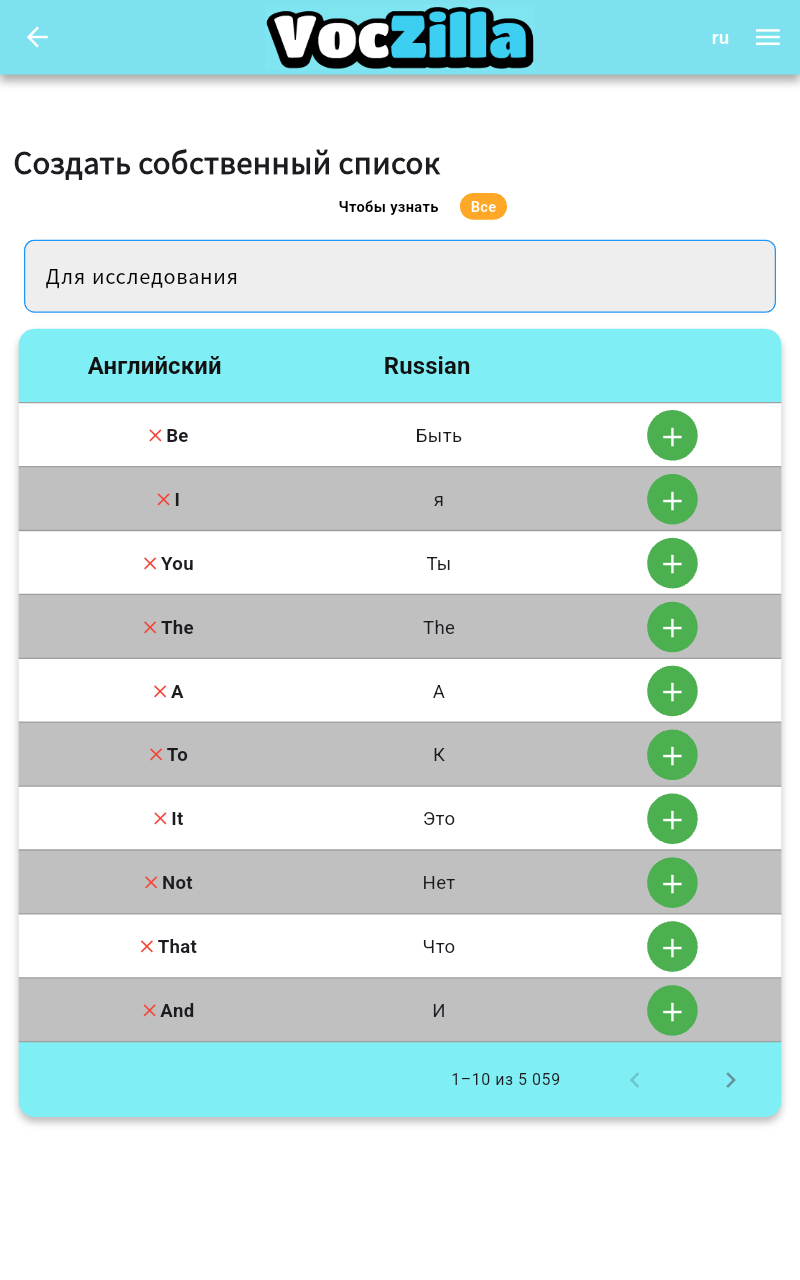 VocZilla
ru
Создать собственный список
Чтобы узнать Все
Для исследования
Английский Russian
Be Быть
I я
You Ты
The The
A А
To К
It Это
Not Нет
That Что
And И
1–10 из 5 059